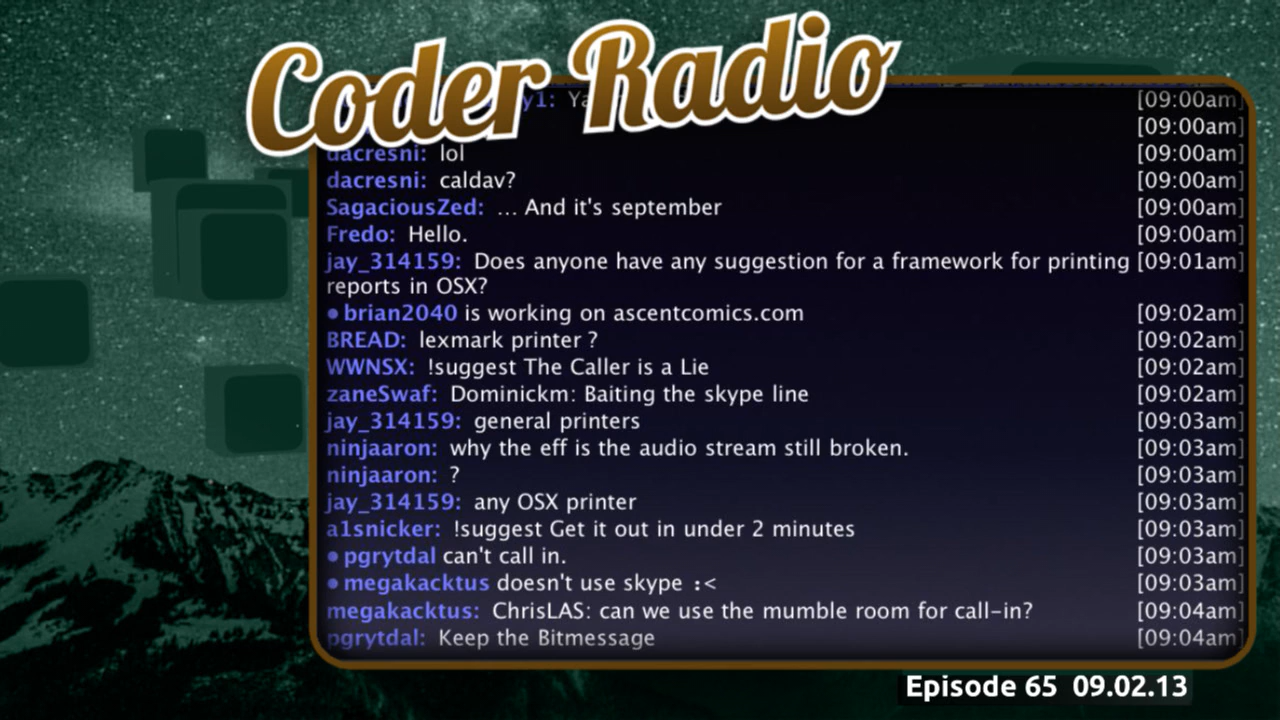 Coder Radio
y1: Ya [09:00am]
[09:00am]
dacresni: lol [09:00am]
dacresni: caldav? [09:00am]
SagaciousZed: ... And it's september [09:00am]
Fredo: Hello. [09:00am]
jay_314159: Does anyone have any suggestion for a framework for printing [09:01am]
reports in OSX?
•brian2040 is working on ascentcomics.com [09:02am]
BREAD: lexmark printer ? [09:02am]
WWNSX: !suggest The Caller is a Lie [09:02am]
zaneSwaf: Dominickm: Baiting the skype line [09:02am]
jay_314159: general printers [09:03am]
ninjaaron: why the eff is the audio stream still broken. [09:03am]
ninjaaron: ? [09:03am]
jay_314159: any OSX printer [09:03am]
a1snicker: !suggest Get it out in under 2 minutes [09:03am]
•pgrytdal can't call in. [09:03am]
•megakacktus doesn't use skype :< [09:03am]
megakacktus: ChrisLAS: can we use the mumble room for call-in? [09:04am]
pgrytdal: Keep the Bitmessage [09:04am]
Episode 65 09.02.13